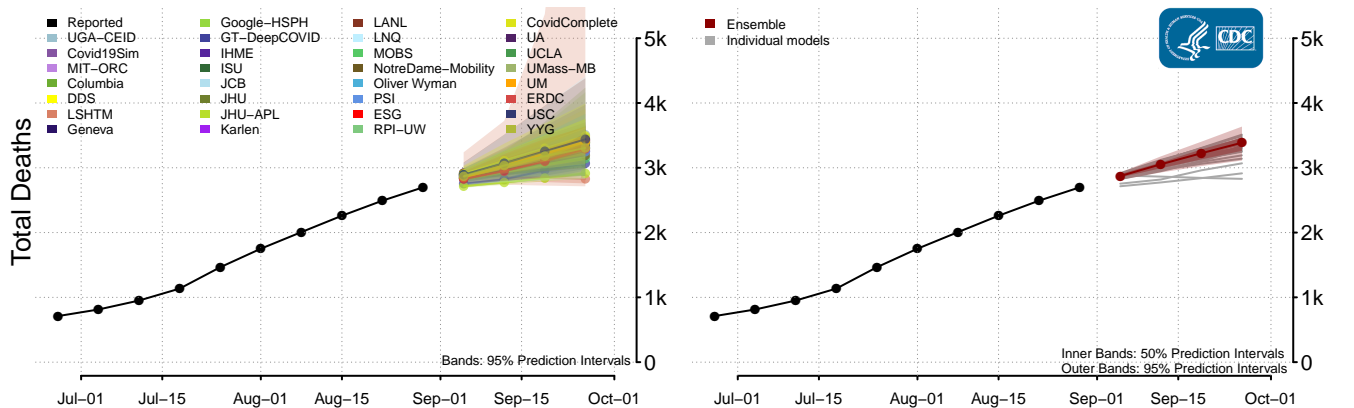 Total Deaths
Reported
UGA−CEID
Covid19Sim
MIT−ORC
Columbia
DDS
LSHTM
Geneva
Google−HSPH
GT−DeepCOVID
IHME
ISU
JCB
JHU
JHU−APL
Karlen
LANL
LNQ
MOBS
NotreDame−Mobility
Oliver Wyman
PSI
ESG
RPI−UW
CovidComplete
UA
UCLA
UMass−MB
UM
ERDC
USC
YYG
5k
4k
3k
2k
1k
0
Bands: 95% Prediction Intervals
Jul−01 Jul−15 Aug−01 Aug−15 Sep−01 Sep−15 Oct−01
Ensemble
Individual models
CDC
5k
4k
3k
2k
1k
0
Inner Bands: 50% Prediction Intervals
Outer Bands: 95% Prediction Intervals
Jul−01 Jul−15 Aug−01 Aug−15 Sep−01 Sep−15 Oct−01